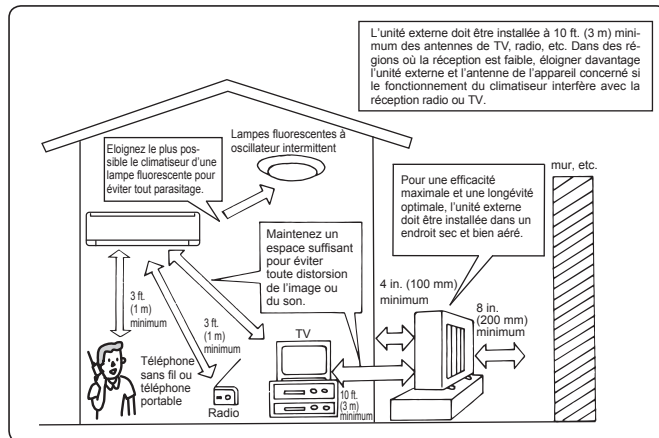 L'unité externe doit être installée à 10 ft. (3 m) mini-
mum des antennes de TV, radio, etc. Dans des ré-
gions où la réception est faible, éloigner davantage
l'unité externe et l'antenne de l'appareil concerné si
le fonctionnement du climatiseur interfère avec la
réception radio ou TV.
Lampes fluorescentes à
oscillateur intermittent
Eloignez le plus pos-
sible le climatiseur d'une
lampe fluorescente pour
éviter tout parasitage.
mur, etc.
Pour une efficacité
maximale et une longévité
optimale, l'unité externe
doit être installée dans un
endroit sec et bien aéré.
Maintenez un
espace suffisant
pour éviter
toute distorsion
de l'image ou
du son.
4 in. (100 mm)
minimum
8 in.
(200 mm)
minimum
3 ft.
(1 m)
minimum
3 ft.
(1 m)
minimum
TV
Téléphone
sans fil ou
téléphone
portable
Radio
10 ft.
(3 m)
minimum